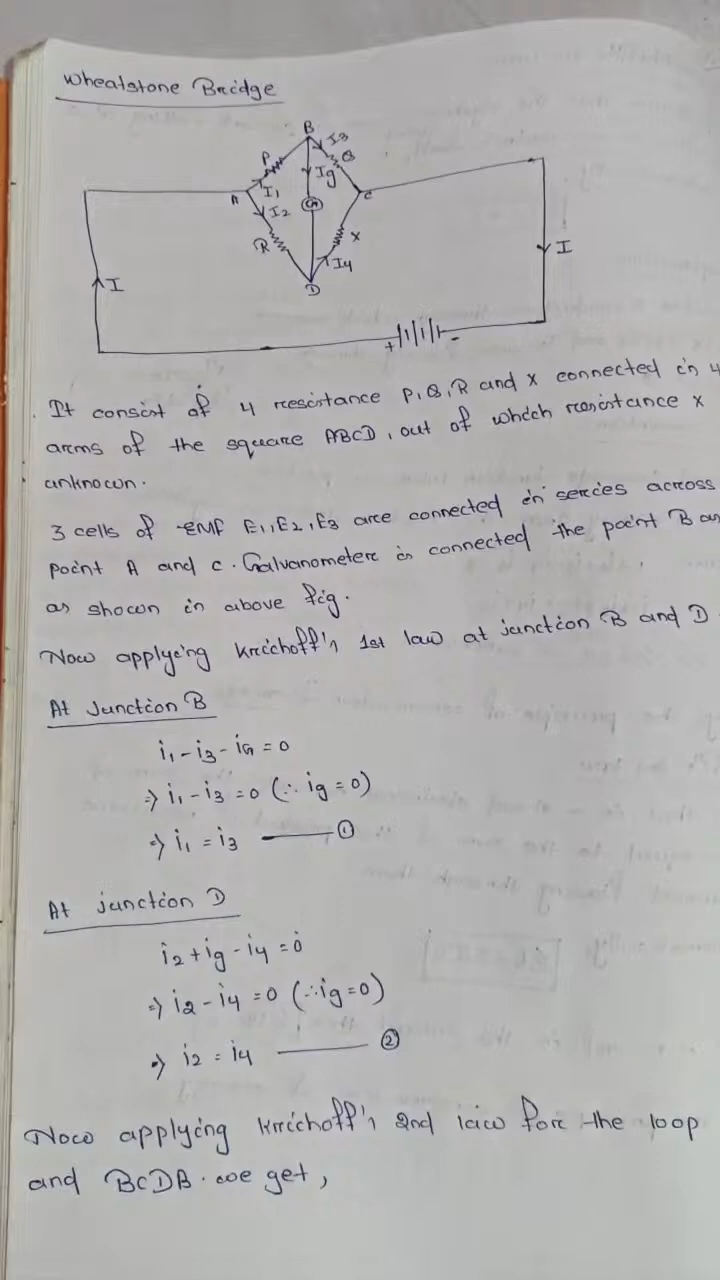 Wheatstone Bridge
B
I3
P
Q
Ig
I1
A
G
C
I2
R
X
I4
D
I
I
+
-
It consist of 4 resistance P, Q, R and X connected in 4
arms of the square ABCD, out of which resistance X
unknown.
3 cells of EMF E1, E2, E3 are connected in series across
point A and C. Galvanometer is connected the point B an
as shown in above fig.
Now applying Kirchoff's 1st law at junction B and D
At Junction B
i1 - i3 - iG = 0
⇒ i1 - i3 = 0 (∵ ig = 0)
⇒ i1 = i3 — ①
At junction D
i2 + ig - i4 = 0
⇒ i2 - i4 = 0 (∵ ig = 0)
⇒ i2 = i4 — ②
Now applying Kirrchoff's 2nd law for the loop
and BCDB. we get,